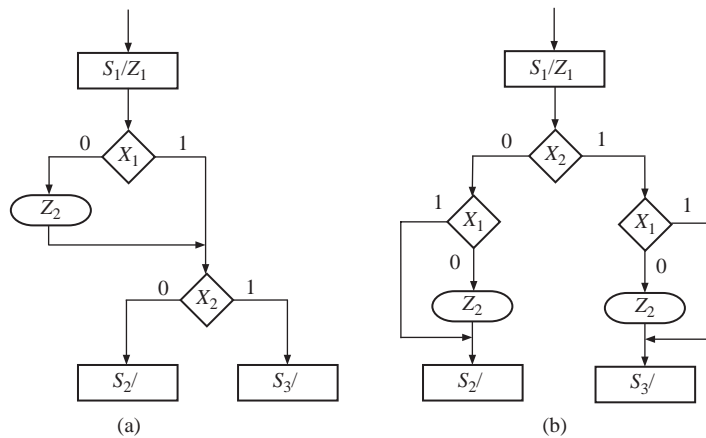 S₁/Z₁
0 X₁ 1
Z₂
0 X₂ 1
S₂/ S₃/
(a)
S₁/Z₁
0 X₂ 1
1 X₁ 0
Z₂
S₂/
X₁ 1
0
Z₂
S₃/
(b)